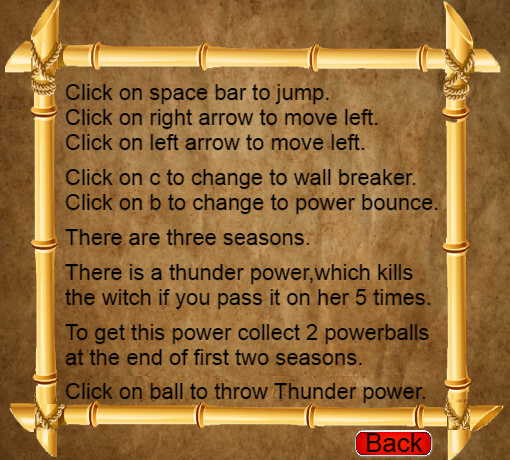 Click on space bar to jump.
Click on right arrow to move left.
Click on left arrow to move left.
Click on c to change to wall breaker.
Click on b to change to power bounce.
There are three seasons.
There is a thunder power,which kills
the witch if you pass it on her 5 times.
To get this power collect 2 powerballs
at the end of first two seasons.
Click on ball to throw Thunder power.
Back